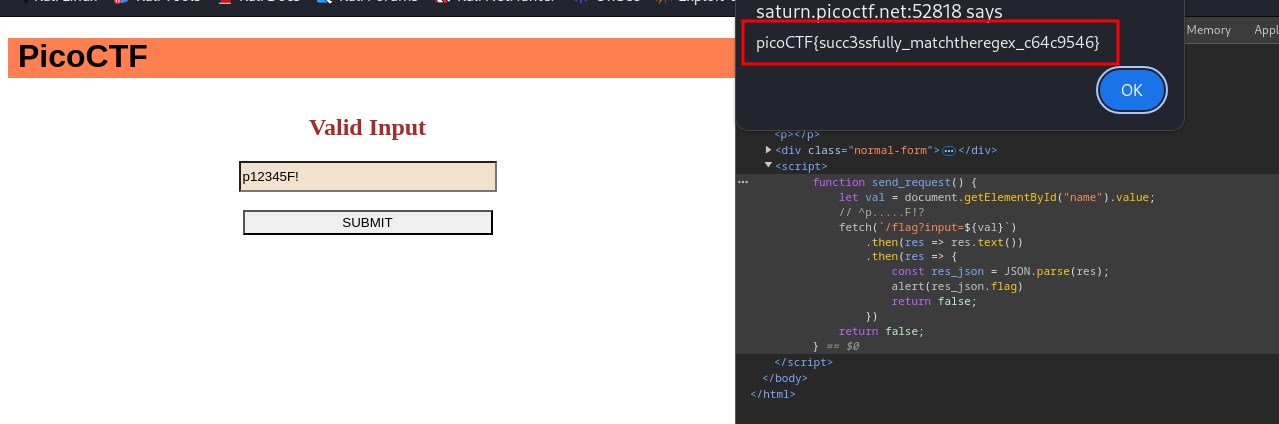 saturn.picoctf.net:52818 says
picoCTF{succ3ssfully_matchtheregex_c64c9546}
OK
Memory
PicoCTF
Valid Input
p12345F!
SUBMIT
<p></p>
<div class="normal-form"> </div>
<script>
function send_request() {
let val = document.getElementById("name").value;
// ^p.....F!?
fetch(`/flag?input=${val}`)
.then(res => res.text())
.then(res => {
const res_json = JSON.parse(res);
alert(res_json.flag)
return false;
})
return false;
} == $0
</script>
</body>
</html>